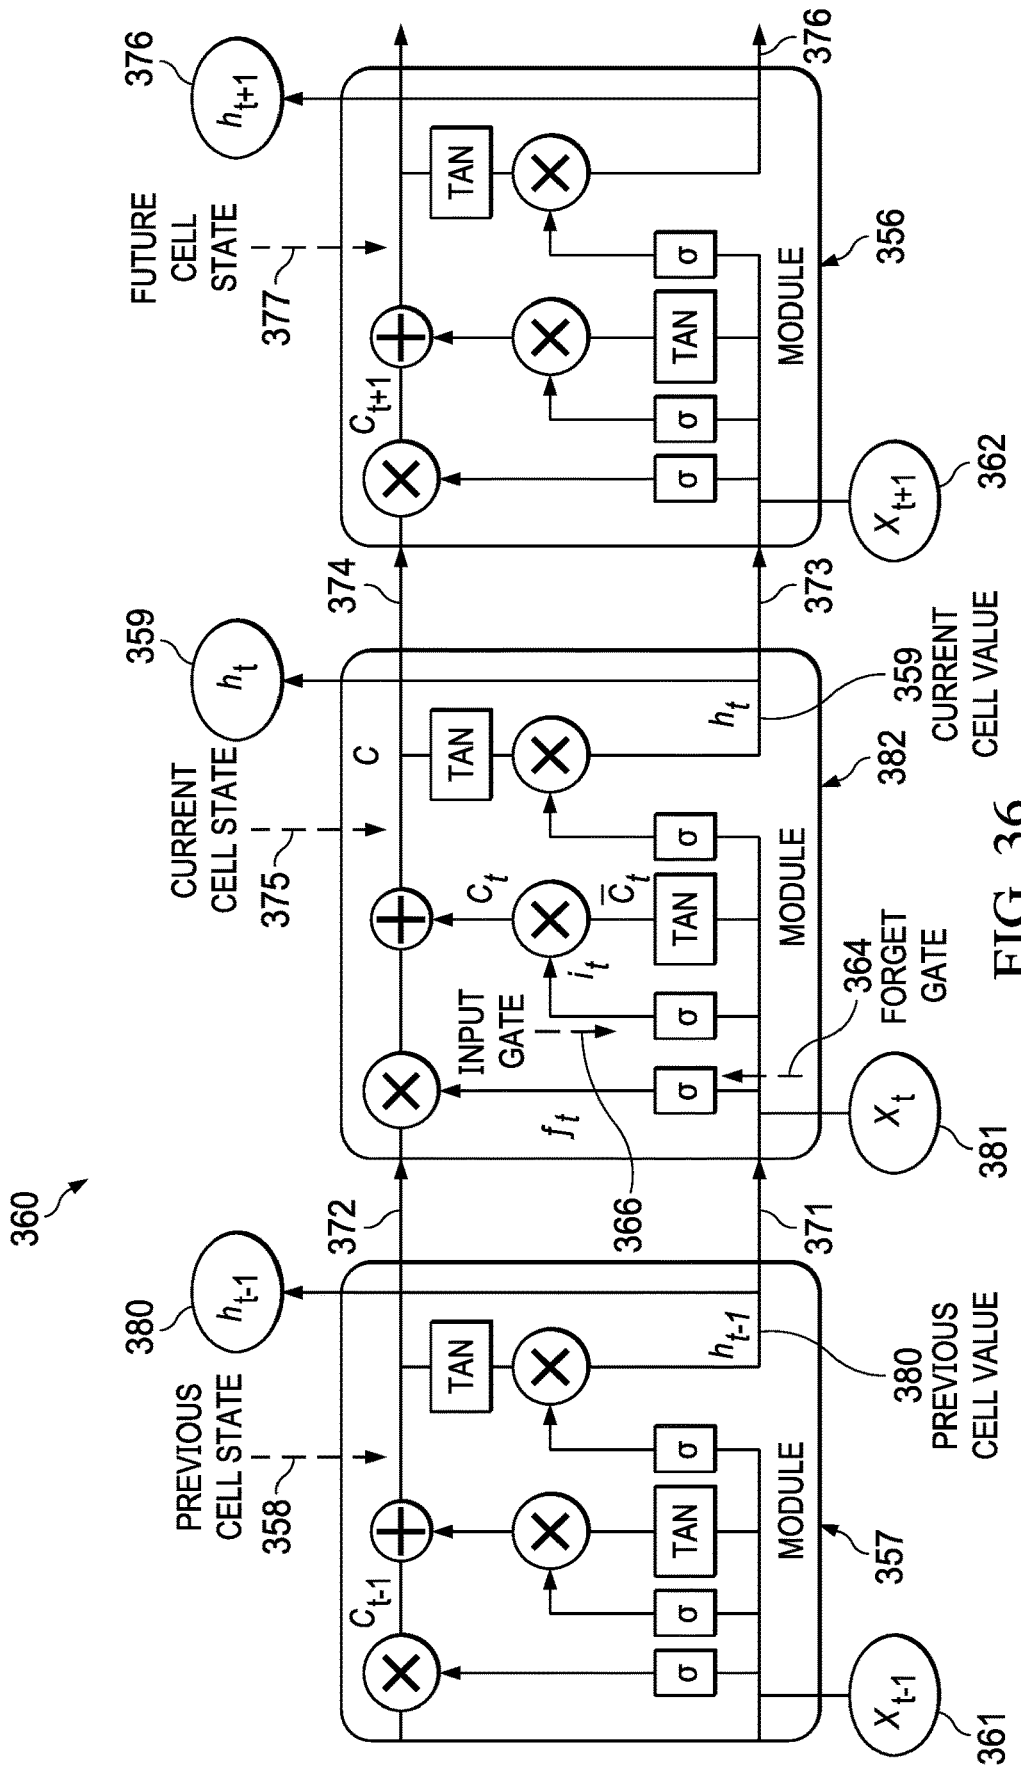 360
380
h_{t-1}
359
h_t
376
h_{t+1}
PREVIOUS
CELL STATE
358
CURRENT
CELL STATE
375
FUTURE
CELL
STATE
377
C_{t-1}
372
C
374
C_{t+1}
TAN
TAN
TAN
INPUT
GATE
C_t
f_t
366
i_t
C̅_t
σ
σ
TAN
σ
σ
σ
TAN
σ
σ
σ
TAN
σ
h_{t-1}
h_t
MODULE
MODULE
MODULE
371
373
376
X_{t-1}
361
357
380
PREVIOUS
CELL VALUE
X_t
381
364
FORGET
GATE
382
359
CURRENT
CELL VALUE
X_{t+1}
362
356
FIG. 36